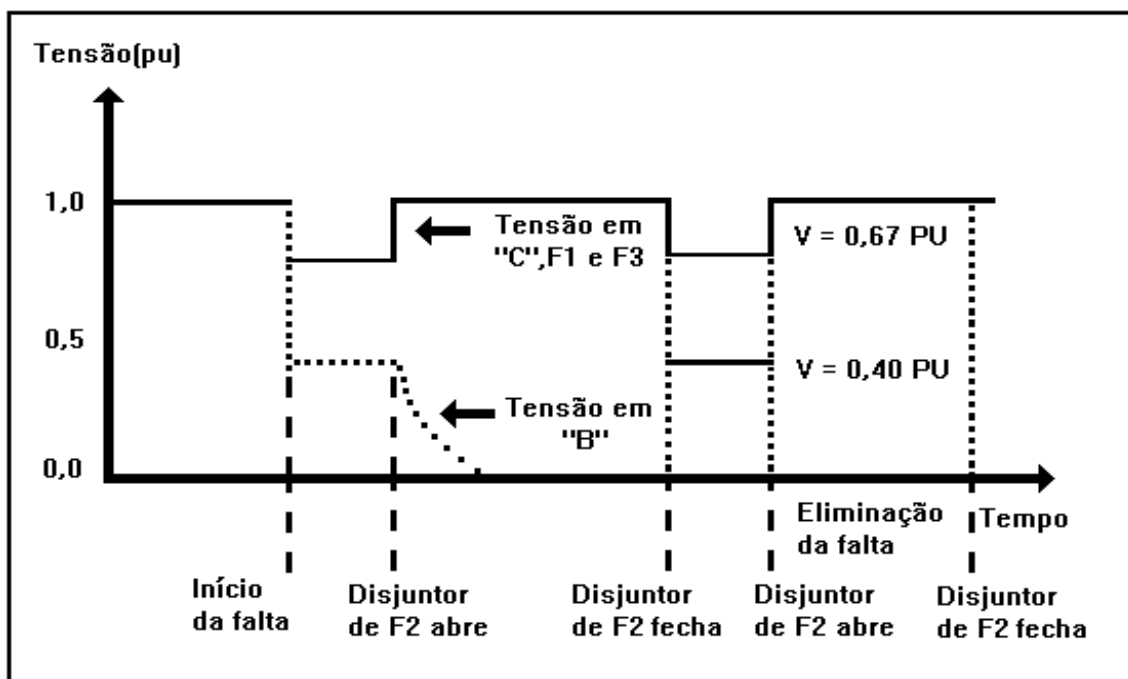 Tensão(pu)
1,0
Tensão em
"C",F1 e F3
V = 0,67 PU
0,5
V = 0,40 PU
Tensão em
"B"
0,0
Eliminação
da falta
Tempo
Início
da falta
Disjuntor
de F2 abre
Disjuntor
de F2 fecha
Disjuntor
de F2 abre
Disjuntor
de F2 fecha